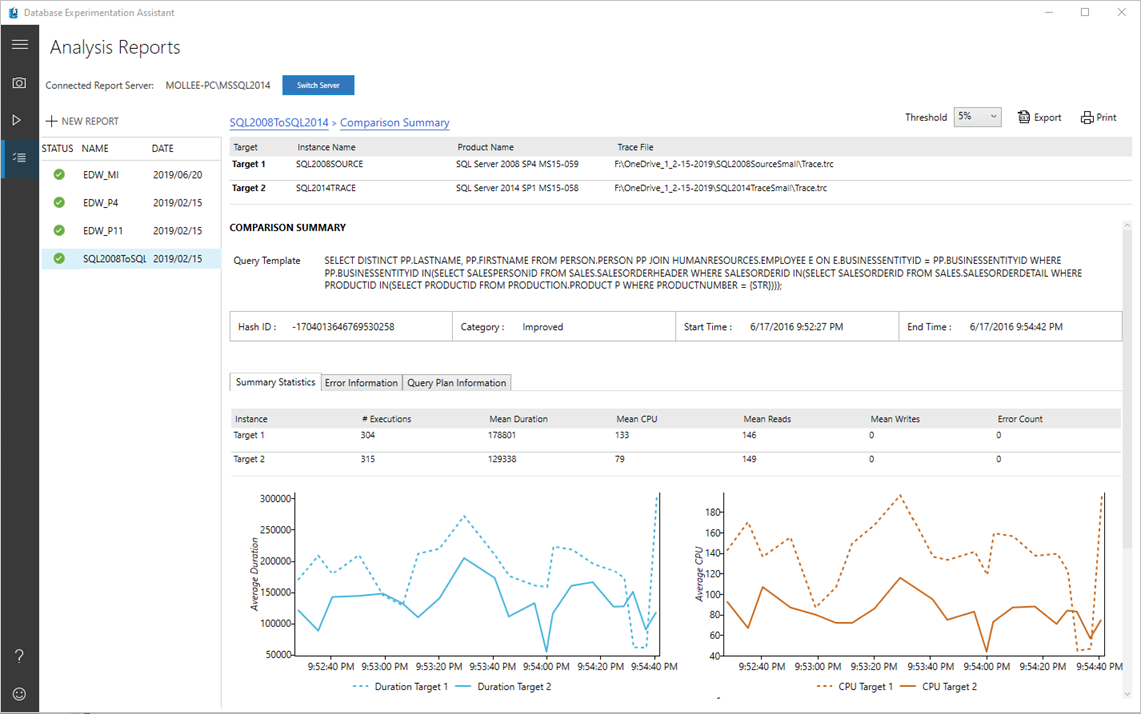 Database Experimentation Assistant
Analysis Reports
Connected Report Server: MOLLEE-PC\MSSQL2014 Switch Server
NEW REPORT
STATUS NAME DATE
EDW_MI 2019/06/20
EDW_P4 2019/02/15
EDW_P11 2019/02/15
SQL2008ToSQL 2019/02/15
SQL2008ToSQL2014 > Comparison Summary
Threshold 5% Export Print
Target Instance Name Product Name Trace File
Target 1 SQL2008SOURCE SQL Server 2008 SP4 MS15-059 F:\OneDrive_1_2-15-2019\SQL2008SourceSmall\Trace.trc
Target 2 SQL2014TRACE SQL Server 2014 SP1 MS15-058 F:\OneDrive_1_2-15-2019\SQL2014TraceSmall\Trace.trc
COMPARISON SUMMARY
Query Template SELECT DISTINCT PP.LASTNAME, PP.FIRSTNAME FROM PERSON.PERSON PP JOIN HUMANRESOURCES.EMPLOYEE E ON E.BUSINESSENTITYID = PP.BUSINESSENTITYID WHERE
PP.BUSINESSENTITYID IN(SELECT SALESPERSONID FROM SALES.SALESORDERHEADER WHERE SALESORDERID IN(SELECT SALESORDERID FROM SALES.SALESORDERDETAIL WHERE
PRODUCTID IN(SELECT PRODUCTID FROM PRODUCTION.PRODUCT P WHERE PRODUCTNUMBER = {STR})));
Hash ID : -1704013646769530258 Category : Improved Start Time : 6/17/2016 9:52:27 PM End Time : 6/17/2016 9:54:42 PM
Summary Statistics Error Information Query Plan Information
Instance # Executions Mean Duration Mean CPU Mean Reads Mean Writes Error Count
Target 1 304 178801 133 146 0 0
Target 2 315 129338 79 149 0 0
Average Duration
300000
250000
200000
150000
100000
50000
9:52:40 PM 9:53:00 PM 9:53:20 PM 9:53:40 PM 9:54:00 PM 9:54:20 PM 9:54:40 PM
Duration Target 1 Duration Target 2
Average CPU
180
160
140
120
100
80
60
40
9:52:40 PM 9:53:00 PM 9:53:20 PM 9:53:40 PM 9:54:00 PM 9:54:20 PM 9:54:40 PM
CPU Target 1 CPU Target 2